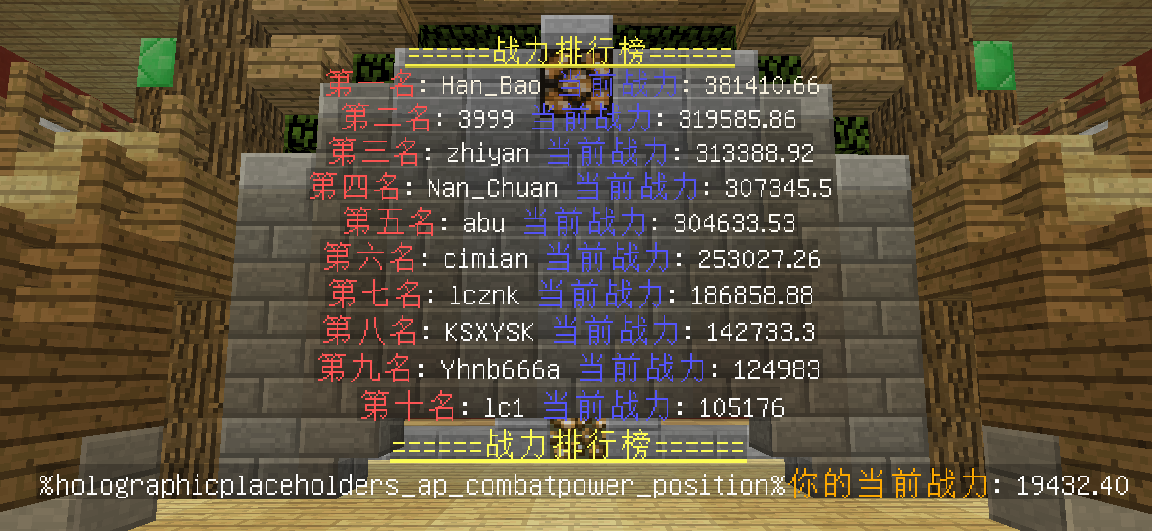 ======战力排行榜======
第一名: Han_Bao 当前战力: 381410.66
第二名: 3999 当前战力: 319585.86
第三名: zhiyan 当前战力: 313388.92
第四名: Nan_Chuan 当前战力: 307345.5
第五名: abu 当前战力: 304633.53
第六名: cimian 当前战力: 253027.26
第七名: lcznk 当前战力: 186858.88
第八名: KSXYSK 当前战力: 142733.3
第九名: Yhnb666a 当前战力: 124983
第十名: lc1 当前战力: 105176
======战力排行榜======
%holographicplaceholders_ap_combatpower_position%你的当前战力: 19432.40